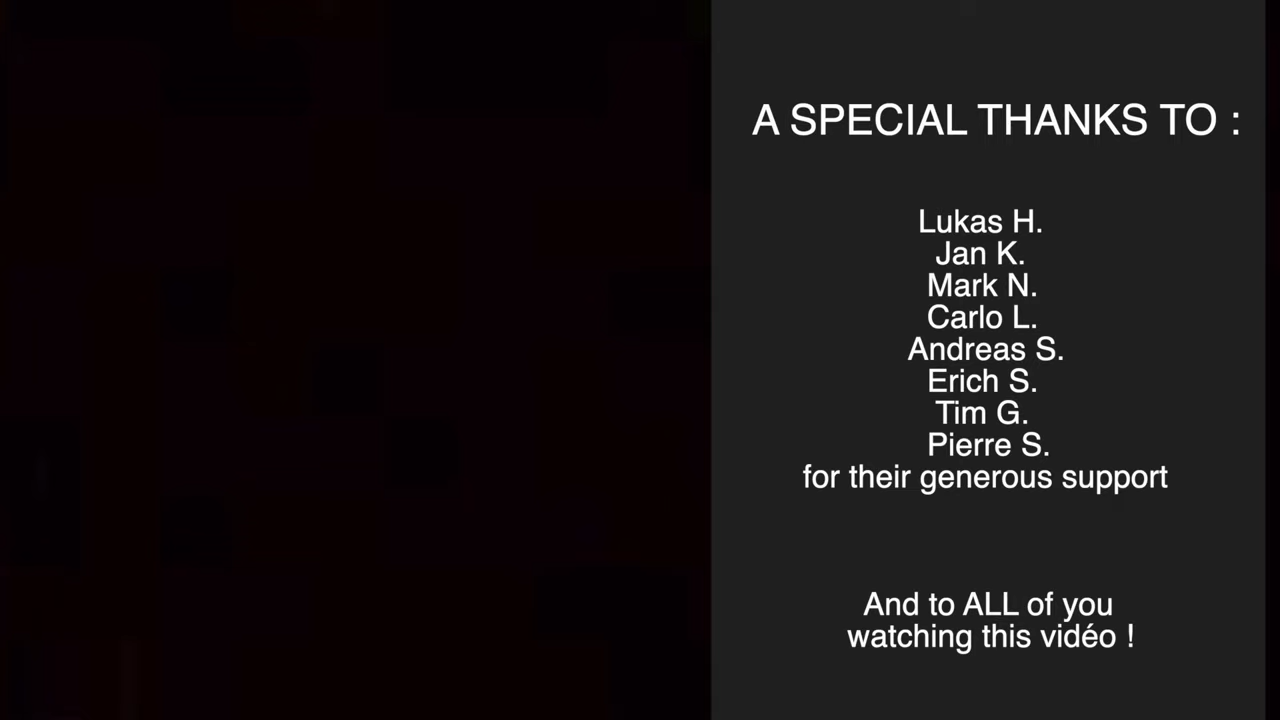 A SPECIAL THANKS TO :
Lukas H.
Jan K.
Mark N.
Carlo L.
Andreas S.
Erich S.
Tim G.
Pierre S.
for their generous support
And to ALL of you
watching this vidéo !